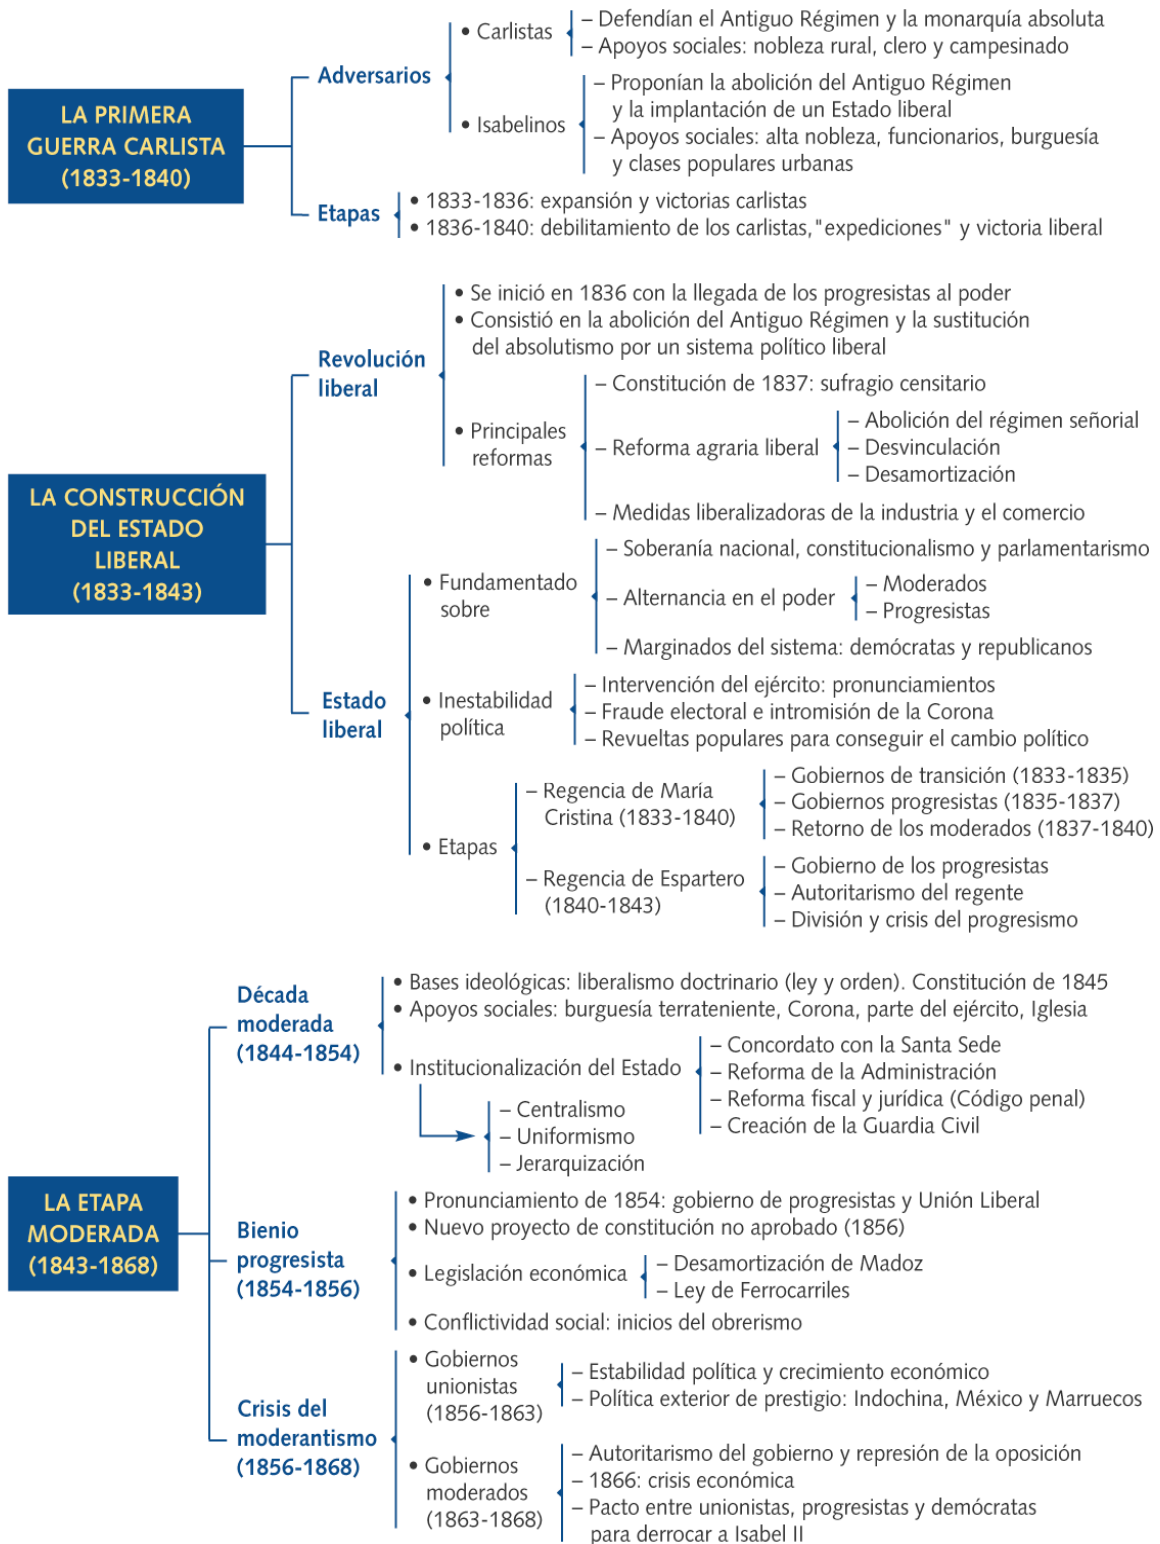 LA PRIMERA
GUERRA CARLISTA
(1833-1840)
Adversarios
• Carlistas
– Defendían el Antiguo Régimen y la monarquía absoluta
– Apoyos sociales: nobleza rural, clero y campesinado
• Isabelinos
– Proponían la abolición del Antiguo Régimen
y la implantación de un Estado liberal
– Apoyos sociales: alta nobleza, funcionarios, burguesía
y clases populares urbanas
Etapas
• 1833-1836: expansión y victorias carlistas
• 1836-1840: debilitamiento de los carlistas, "expediciones" y victoria liberal
LA CONSTRUCCIÓN
DEL ESTADO
LIBERAL
(1833-1843)
Revolución
liberal
• Se inició en 1836 con la llegada de los progresistas al poder
• Consistió en la abolición del Antiguo Régimen y la sustitución
del absolutismo por un sistema político liberal
• Principales
reformas
– Constitución de 1837: sufragio censitario
– Reforma agraria liberal
– Abolición del régimen señorial
– Desvinculación
– Desamortización
– Medidas liberalizadoras de la industria y el comercio
Estado
liberal
• Fundamentado
sobre
– Soberanía nacional, constitucionalismo y parlamentarismo
– Alternancia en el poder
– Moderados
– Progresistas
– Marginados del sistema: demócratas y republicanos
• Inestabilidad
política
– Intervención del ejército: pronunciamientos
– Fraude electoral e intromisión de la Corona
– Revueltas populares para conseguir el cambio político
• Etapas
– Regencia de María
Cristina (1833-1840)
– Gobiernos de transición (1833-1835)
– Gobiernos progresistas (1835-1837)
– Retorno de los moderados (1837-1840)
– Regencia de Espartero
(1840-1843)
– Gobierno de los progresistas
– Autoritarismo del regente
– División y crisis del progresismo
LA ETAPA
MODERADA
(1843-1868)
Década
moderada
(1844-1854)
• Bases ideológicas: liberalismo doctrinario (ley y orden). Constitución de 1845
• Apoyos sociales: burguesía terrateniente, Corona, parte del ejército, Iglesia
• Institucionalización del Estado
– Concordato con la Santa Sede
– Reforma de la Administración
– Reforma fiscal y jurídica (Código penal)
– Creación de la Guardia Civil
– Centralismo
– Uniformismo
– Jerarquización
Bienio
progresista
(1854-1856)
• Pronunciamiento de 1854: gobierno de progresistas y Unión Liberal
• Nuevo proyecto de constitución no aprobado (1856)
• Legislación económica
– Desamortización de Madoz
– Ley de Ferrocarriles
• Conflictividad social: inicios del obrerismo
Crisis del
moderantismo
(1856-1868)
• Gobiernos
unionistas
(1856-1863)
– Estabilidad política y crecimiento económico
– Política exterior de prestigio: Indochina, México y Marruecos
• Gobiernos
moderados
(1863-1868)
– Autoritarismo del gobierno y represión de la oposición
– 1866: crisis económica
– Pacto entre unionistas, progresistas y demócratas
para derrocar a Isabel II